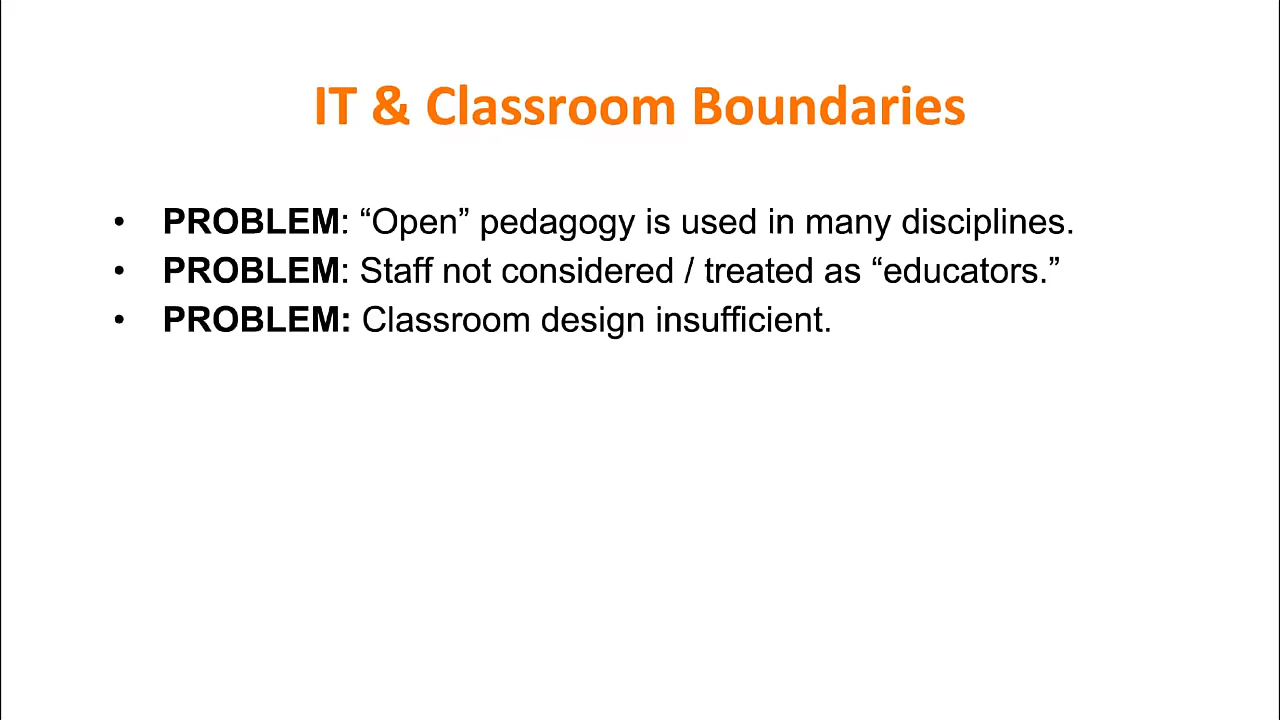 IT & Classroom Boundaries
• PROBLEM: “Open” pedagogy is used in many disciplines.
• PROBLEM: Staff not considered / treated as “educators.”
• PROBLEM: Classroom design insufficient.